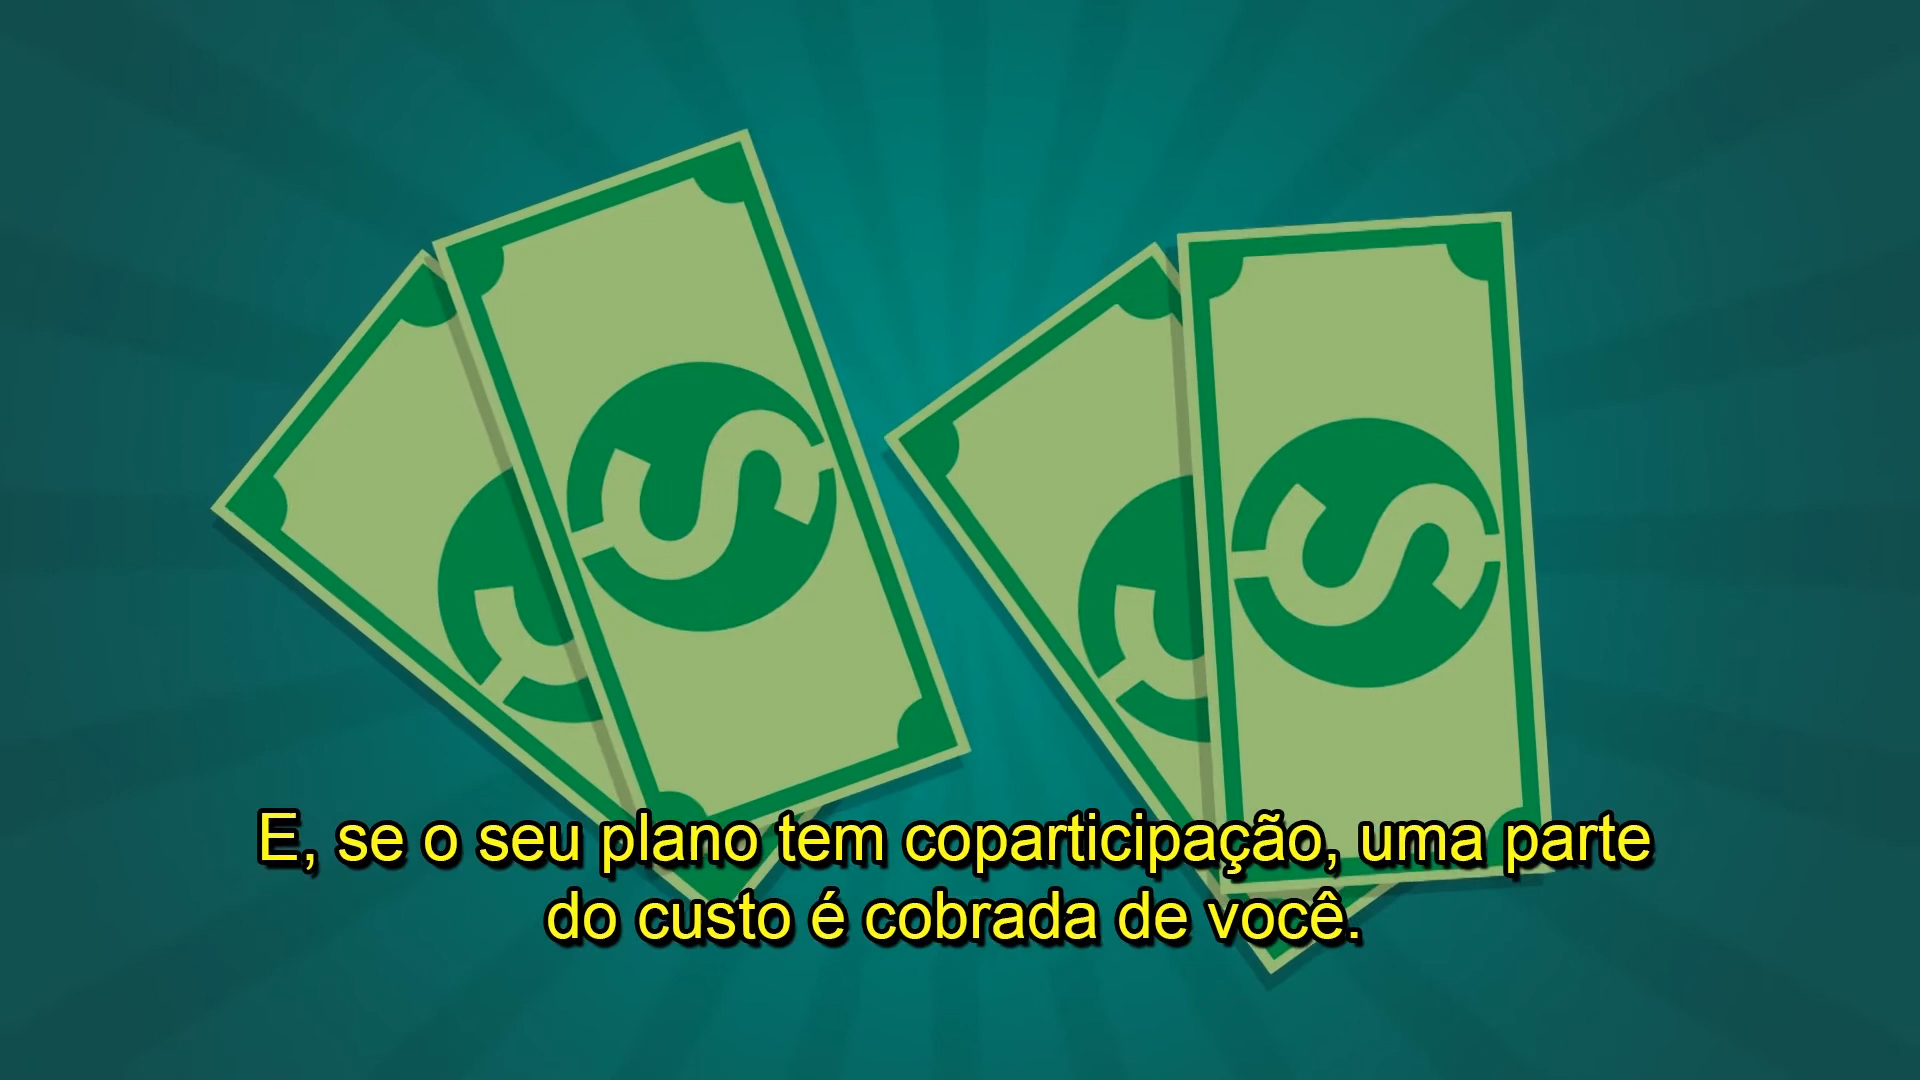 E, se o seu plano tem coparticipação, uma parte
do custo é cobrada de você.